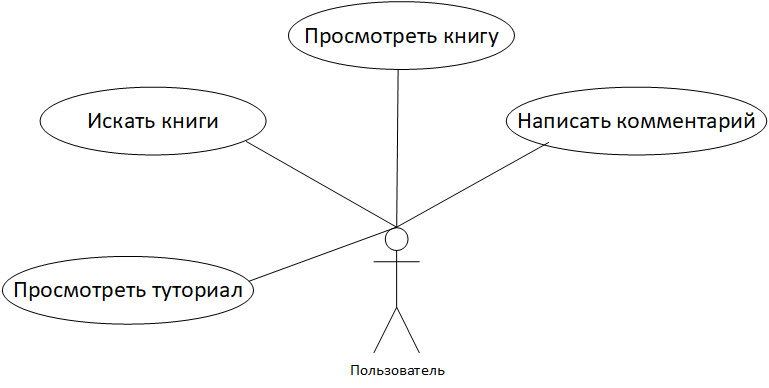 Просмотреть книгу
Искать книги
Написать комментарий
Просмотреть туториал
Пользователь